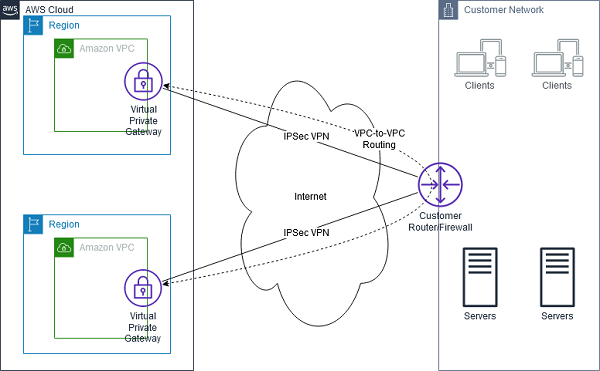 aws
AWS Cloud
Region
Amazon VPC
Virtual
Private
Gateway
Region
Amazon VPC
Virtual
Private
Gateway
IPSec VPN
VPC-to-VPC
Routing
Internet
IPSec VPN
Customer Network
Clients
Clients
Customer
Router/Firewall
Servers
Servers